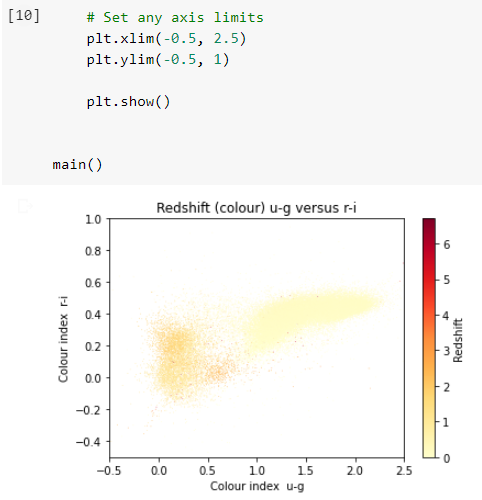 [10]
# Set any axis limits
plt.xlim(-0.5, 2.5)
plt.ylim(-0.5, 1)
plt.show()
main()
Redshift (colour) u-g versus r-i
1.0
0.8
0.6
0.4
0.2
0.0
−0.2
−0.4
Colour index r-i
−0.5
0.0
0.5
1.0
1.5
2.0
2.5
Colour index u-g
6
5
4
3
2
1
0
Redshift